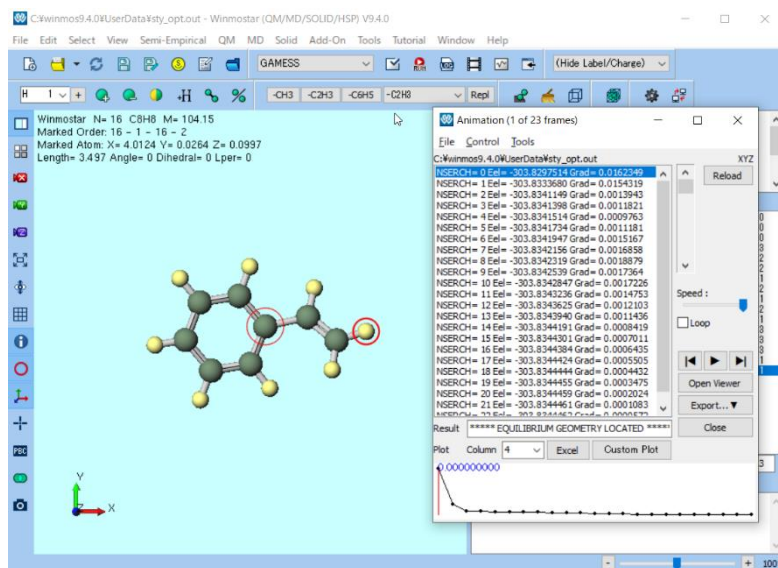 C:¥winmos9.4.0¥UserData¥sty_opt.out - Winmostar (QM/MD/SOLID/HSP) V9.4.0
File Edit Select View Semi-Empirical QM MD Solid Add-On Tools Tutorial Window Help
GAMESS (Hide Label/Charge)
H 1 + -H -CH3 -C2H3 -C6H5 -C2H3 Repl
Winmostar N= 16 C8H8 M= 104.15
Marked Order: 16 - 1 - 16 - 2
Marked Atom: X= 4.0124 Y= 0.0264 Z= 0.0997
Length= 3.497 Angle= 0 Dihedral= 0 Lper= 0
Animation (1 of 23 frames)
File Control Tools
C:¥winmos9.4.0¥UserData¥sty_opt.out XYZ
NSERCH= 0 Eel= -303.8297514 Grad= 0.0162349
NSERCH= 1 Eel= -303.8333680 Grad= 0.0154319
NSERCH= 2 Eel= -303.8341149 Grad= 0.0013943
NSERCH= 3 Eel= -303.8341398 Grad= 0.0011821
NSERCH= 4 Eel= -303.8341514 Grad= 0.0009763
NSERCH= 5 Eel= -303.8341734 Grad= 0.0011181
NSERCH= 6 Eel= -303.8341947 Grad= 0.0015167
NSERCH= 7 Eel= -303.8342156 Grad= 0.0016858
NSERCH= 8 Eel= -303.8342319 Grad= 0.0018879
NSERCH= 9 Eel= -303.8342539 Grad= 0.0017364
NSERCH= 10 Eel= -303.8342847 Grad= 0.0017226
NSERCH= 11 Eel= -303.8343236 Grad= 0.0014753
NSERCH= 12 Eel= -303.8343625 Grad= 0.0012103
NSERCH= 13 Eel= -303.8343940 Grad= 0.0011436
NSERCH= 14 Eel= -303.8344191 Grad= 0.0008419
NSERCH= 15 Eel= -303.8344301 Grad= 0.0007011
NSERCH= 16 Eel= -303.8344384 Grad= 0.0006435
NSERCH= 17 Eel= -303.8344424 Grad= 0.0005505
NSERCH= 18 Eel= -303.8344444 Grad= 0.0004432
NSERCH= 19 Eel= -303.8344455 Grad= 0.0003475
NSERCH= 20 Eel= -303.8344459 Grad= 0.0002024
NSERCH= 21 Eel= -303.8344461 Grad= 0.0001083
Reload
Speed :
Loop
Open Viewer
Export...▼
Close
Result ***** EQUILIBRIUM GEOMETRY LOCATED *****
Plot Column 4 Excel Custom Plot
0.000000000
Y
Z
X
PBC
- + 100